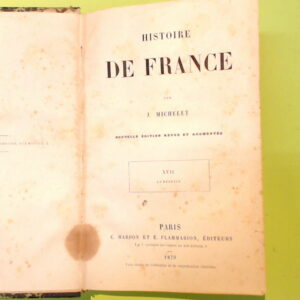 HISTOIRE
DE FRANCE
PAR
J. MICHELET
NOUVELLE ÉDITION REVUE ET AUGMENTÉE
XVII
PARIS
C. MARPON ET E. FLAMMARION, ÉDITEURS
1879